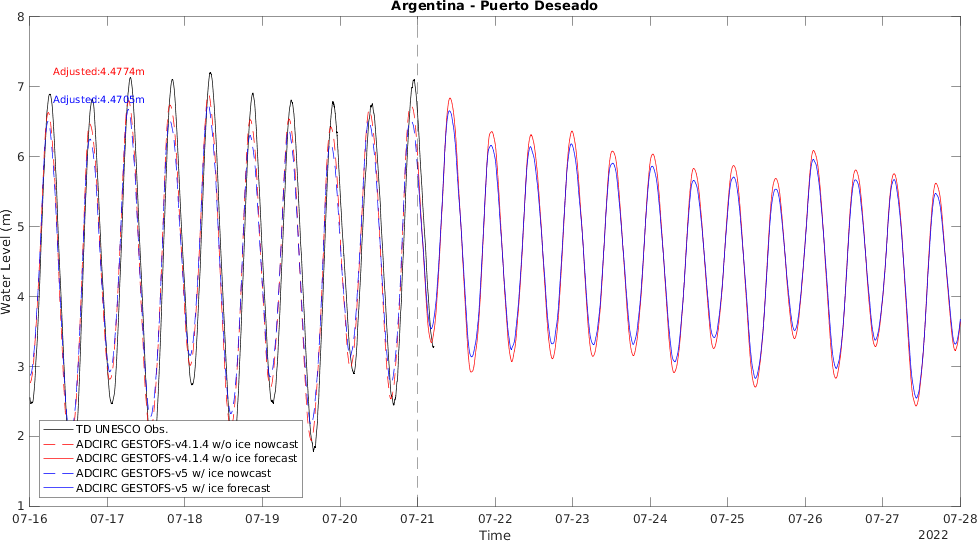 Argentina - Puerto Deseado
8
7
6
5
4
3
2
1
Water Level (m)
Adjusted:4.4774m
Adjusted:4.4705m
TD UNESCO Obs.
ADCIRC GESTOFS-v4.1.4 w/o ice nowcast
ADCIRC GESTOFS-v4.1.4 w/o ice forecast
ADCIRC GESTOFS-v5 w/ ice nowcast
ADCIRC GESTOFS-v5 w/ ice forecast
07-16 07-17 07-18 07-19 07-20 07-21 07-22 07-23 07-24 07-25 07-26 07-27 07-28
Time
2022